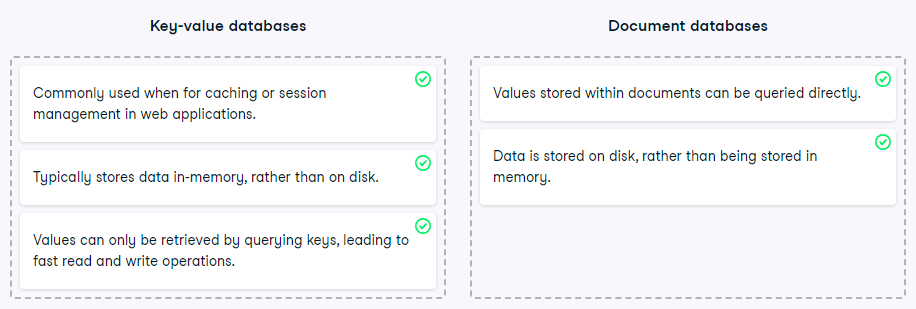 Key-value databases
Commonly used when for caching or session
management in web applications.
Typically stores data in-memory, rather than on disk.
Values can only be retrieved by querying keys, leading to
fast read and write operations.
Document databases
Values stored within documents can be queried directly.
Data is stored on disk, rather than being stored in
memory.